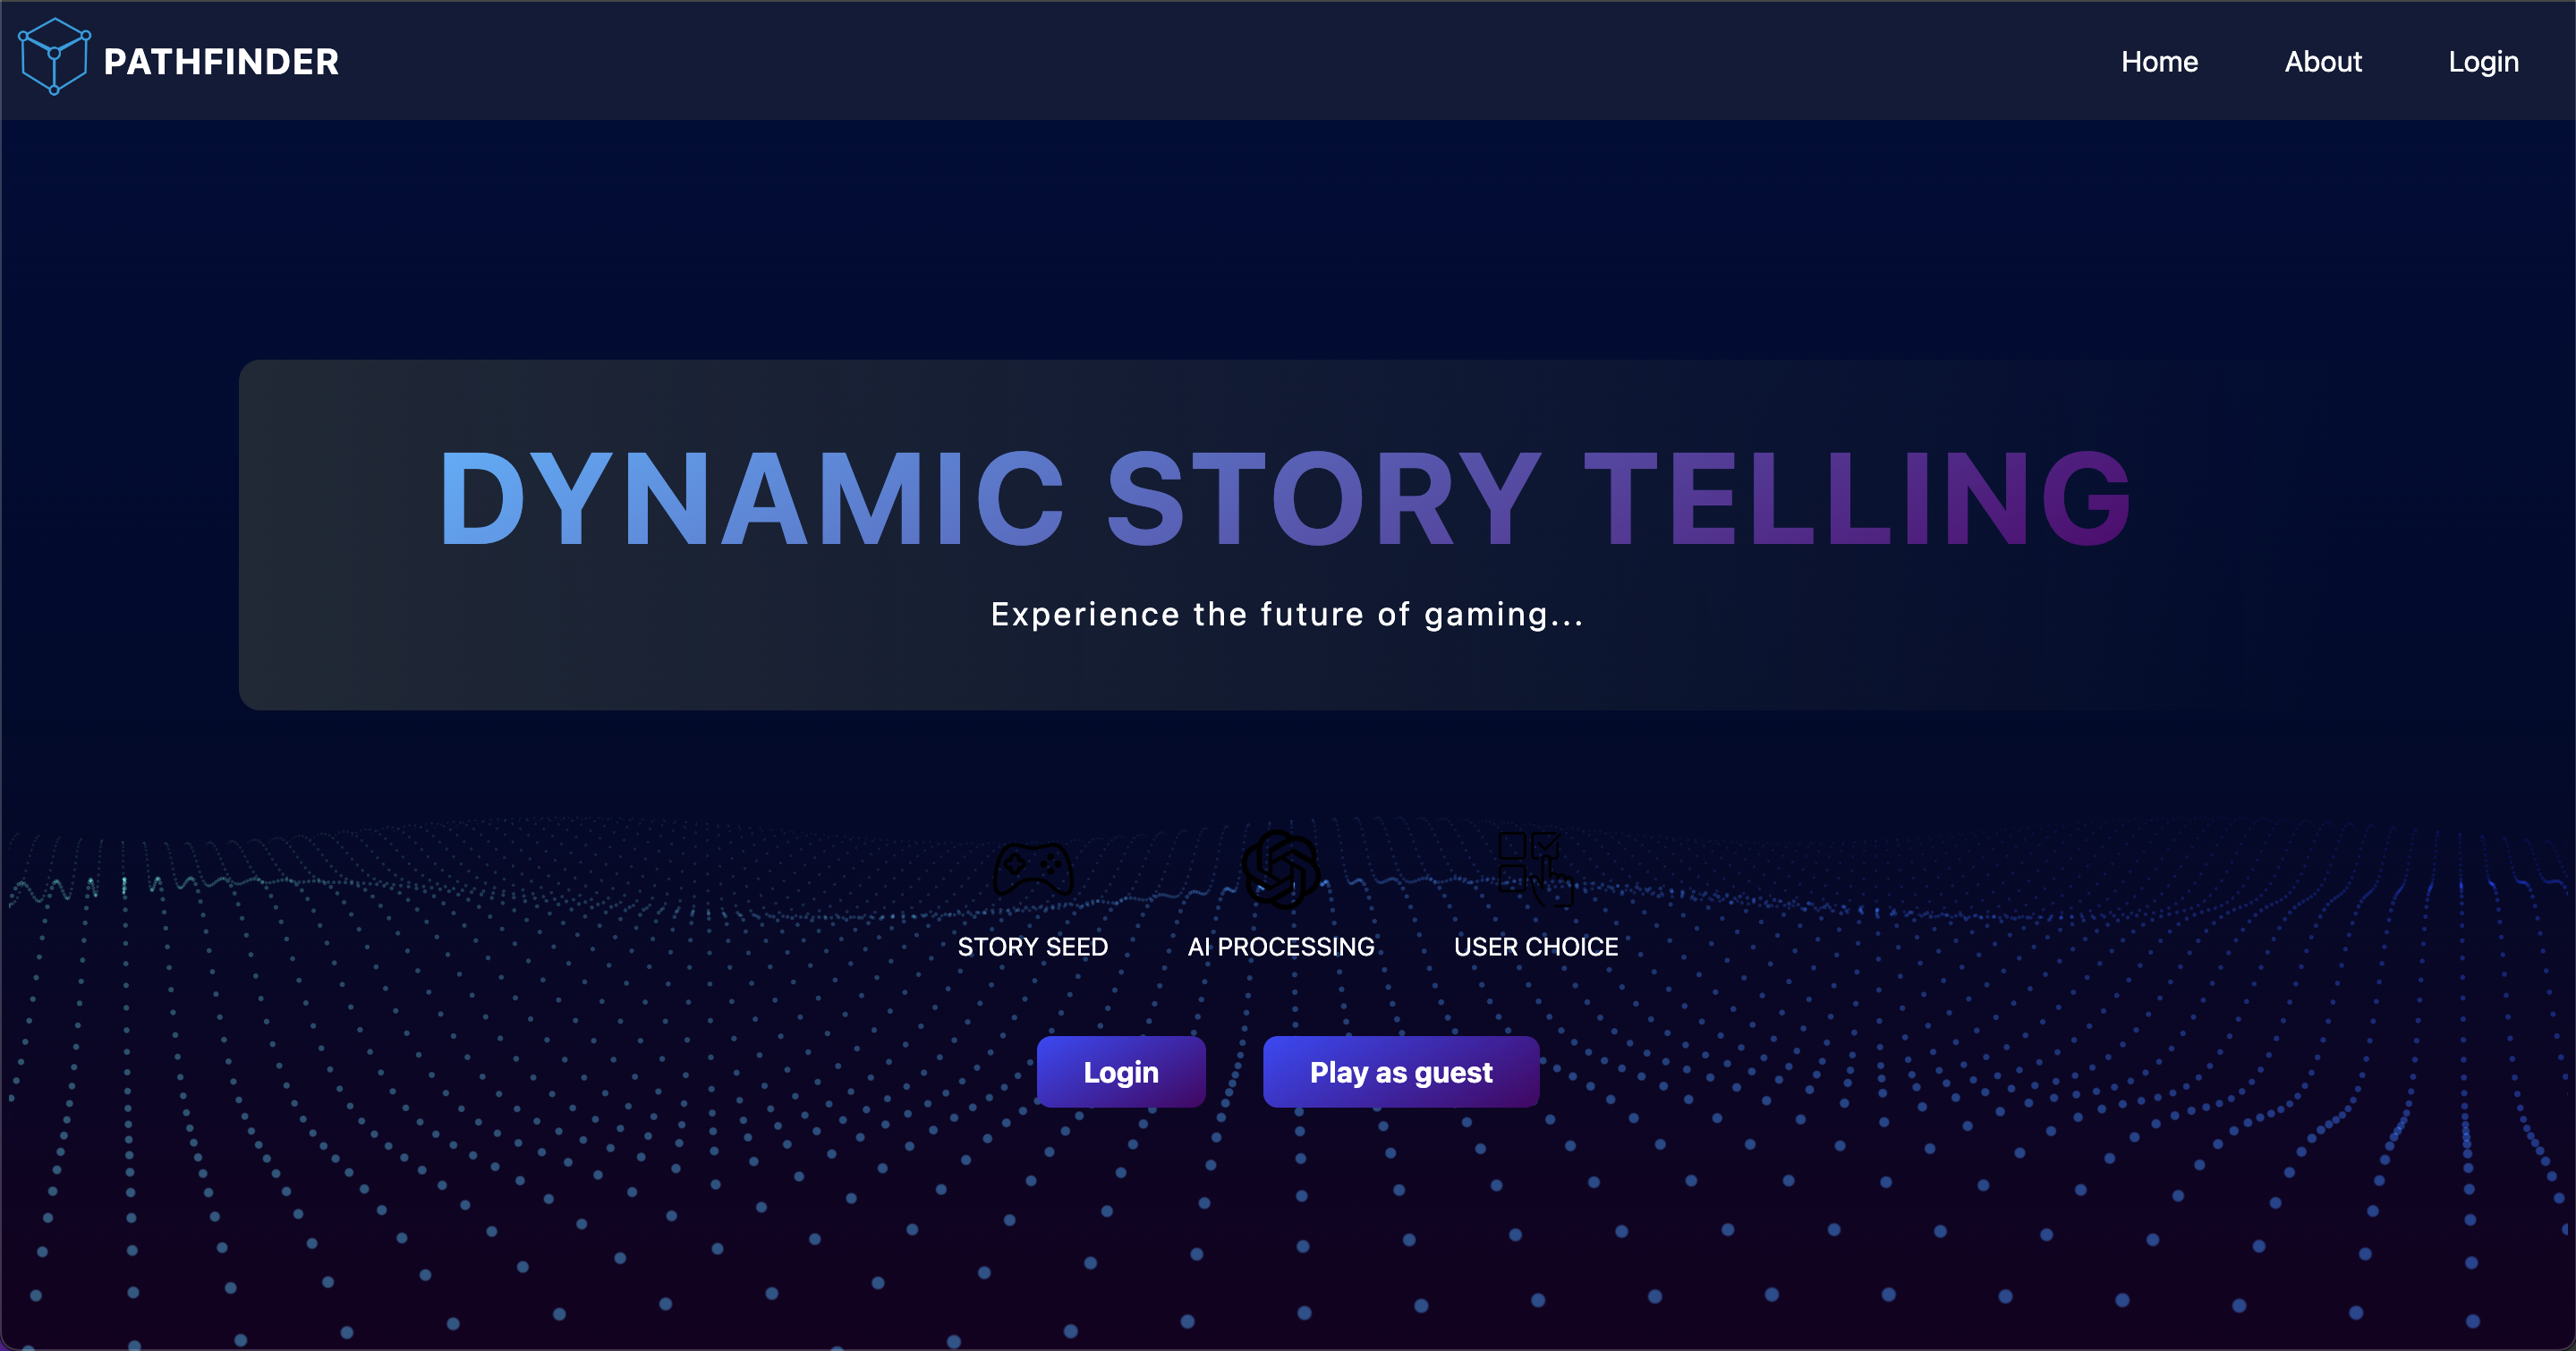 PATHFINDER
Home About Login
DYNAMIC STORY TELLING
Experience the future of gaming...
STORY SEED AI PROCESSING USER CHOICE
Login Play as guest